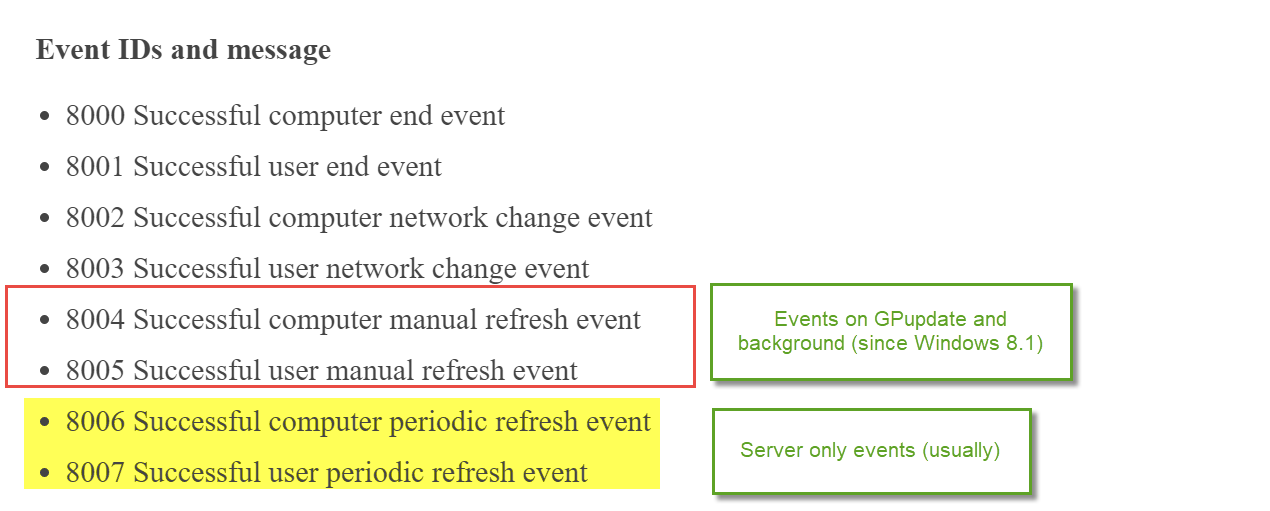 Event IDs and message
• 8000 Successful computer end event
• 8001 Successful user end event
• 8002 Successful computer network change event
• 8003 Successful user network change event
• 8004 Successful computer manual refresh event
• 8005 Successful user manual refresh event
Events on GPupdate and
background (since Windows 8.1)
• 8006 Successful computer periodic refresh event
• 8007 Successful user periodic refresh event
Server only events (usually)